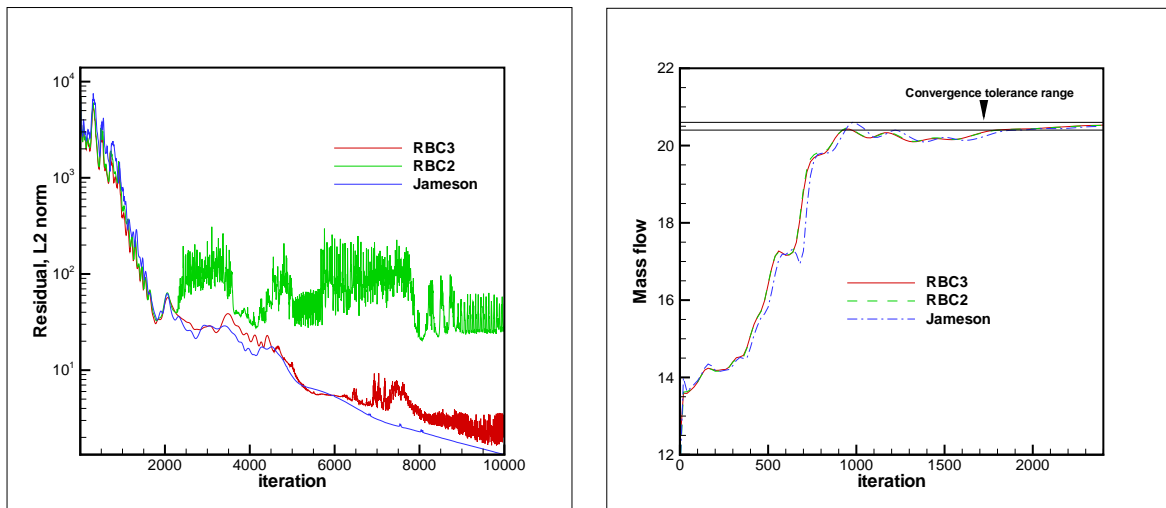 Residual, L2 norm
10⁴
10³
10²
10¹
RBC3
RBC2
Jameson
2000
4000
6000
8000
10000
iteration
Mass flow
22
20
18
16
14
12
Convergence tolerance range
RBC3
RBC2
Jameson
0
500
1000
1500
2000
iteration